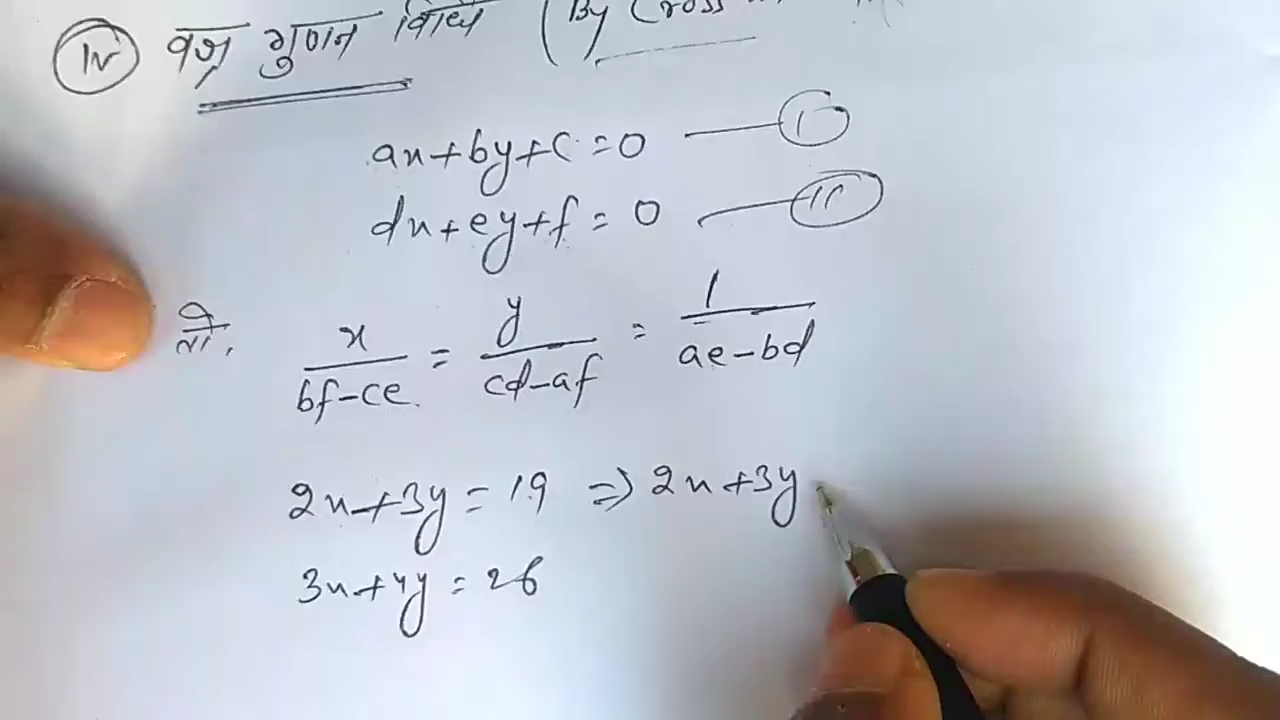 IV वज्र गुणन विधि (By Cross
ax+by+c=0 — I
dx+ey+f=0 — II
x/bf-ce = y/cd-af = 1/ae-bd
2x+3y=19 ⇒ 2x+3y
3x+4y=26